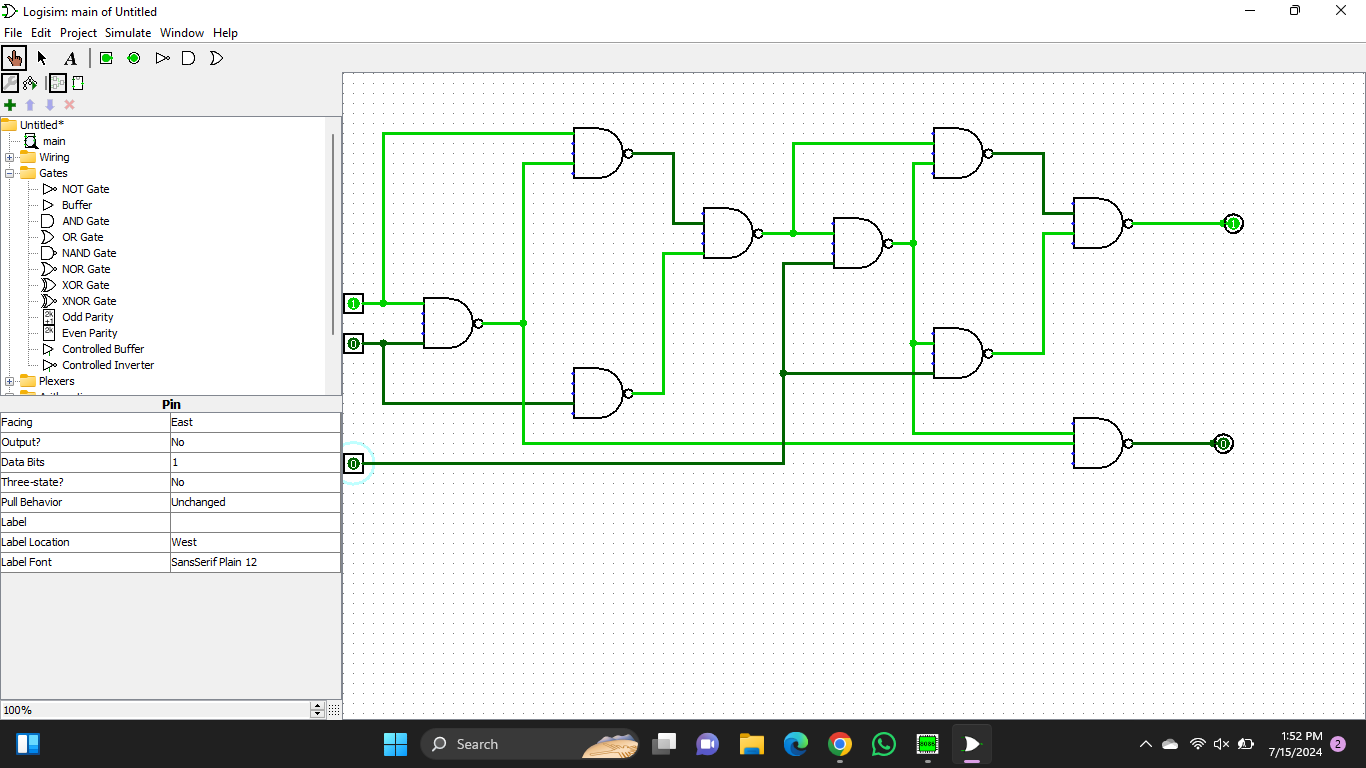 Logisim: main of Untitled
File Edit Project Simulate Window Help
A
Untitled*
main
Wiring
Gates
NOT Gate
Buffer
AND Gate
OR Gate
NAND Gate
NOR Gate
XOR Gate
XNOR Gate
Odd Parity
Even Parity
Controlled Buffer
Controlled Inverter
Plexers
Pin
Facing East
Output? No
Data Bits 1
Three-state? No
Pull Behavior Unchanged
Label
Label Location West
Label Font SansSerif Plain 12
100%
1
0
0
1
0
Search
8086
1:52 PM
7/15/2024
2